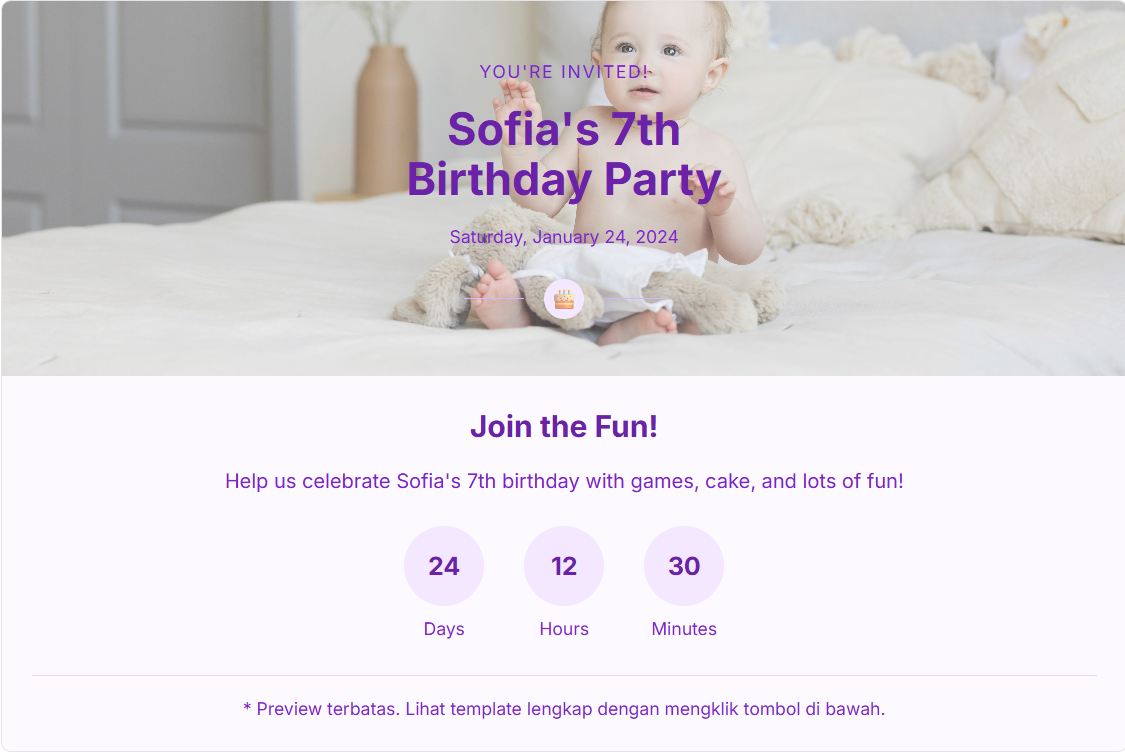 YOU'RE INVITED!
Sofia's 7th
Birthday Party
Saturday, January 24, 2024
Join the Fun!
Help us celebrate Sofia's 7th birthday with games, cake, and lots of fun!
24 12 30
Days Hours Minutes
* Preview terbatas. Lihat template lengkap dengan mengklik tombol di bawah.